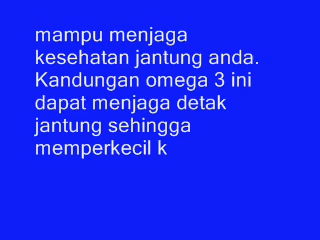 mampu menjaga
kesehatan jantung anda.
Kandungan omega 3 ini
dapat menjaga detak
jantung sehingga
memperkecil k